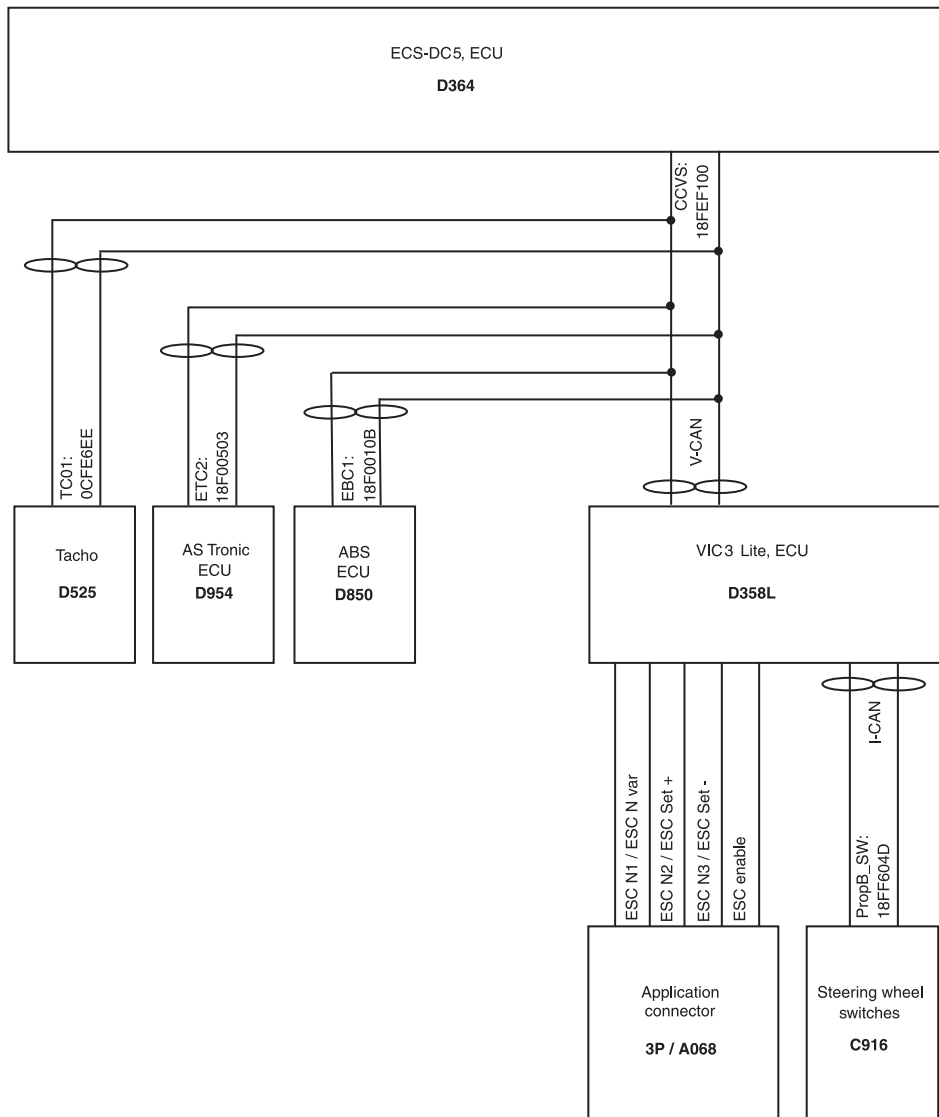 ECS-DC5, ECU
D364
CCVS:
18FEF100
TC01:
0CFE6EE
ETC2:
18F00503
EBC1:
18F0010B
V-CAN
Tacho
D525
AS Tronic
ECU
D954
ABS
ECU
D850
VIC3 Lite, ECU
D358L
ESC N1 / ESC N var
ESC N2 / ESC Set +
ESC N3 / ESC Set -
ESC enable
I-CAN
PropB_SW:
18FF604D
Application
connector
3P / A068
Steering wheel
switches
C916